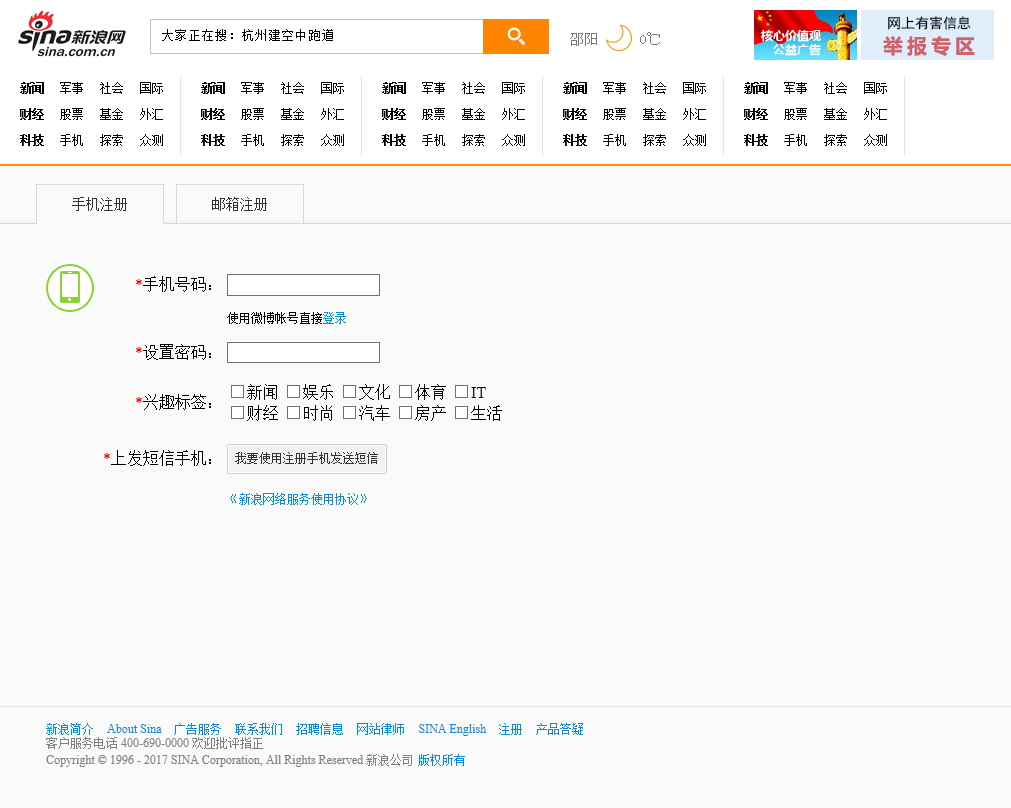 sina新浪网
sina.com.cn
大家正在搜：杭州建空中跑道
邵阳 0℃
核心价值观
公益广告
网上有害信息
举报专区
新闻 军事 社会 国际 新闻 军事 社会 国际 新闻 军事 社会 国际 新闻 军事 社会 国际 新闻 军事 社会 国际
财经 股票 基金 外汇 财经 股票 基金 外汇 财经 股票 基金 外汇 财经 股票 基金 外汇 财经 股票 基金 外汇
科技 手机 探索 众测 科技 手机 探索 众测 科技 手机 探索 众测 科技 手机 探索 众测 科技 手机 探索 众测
手机注册 邮箱注册
*手机号码：
使用微博帐号直接登录
*设置密码：
*兴趣标签：
新闻 娱乐 文化 体育 IT
财经 时尚 汽车 房产 生活
*上发短信手机： 我要使用注册手机发送短信
《新浪网络服务使用协议》
新浪简介 About Sina 广告服务 联系我们 招聘信息 网站律师 SINA English 注册 产品答疑
客户服务电话 400-690-0000 欢迎批评指正
Copyright © 1996 - 2017 SINA Corporation, All Rights Reserved 新浪公司 版权所有